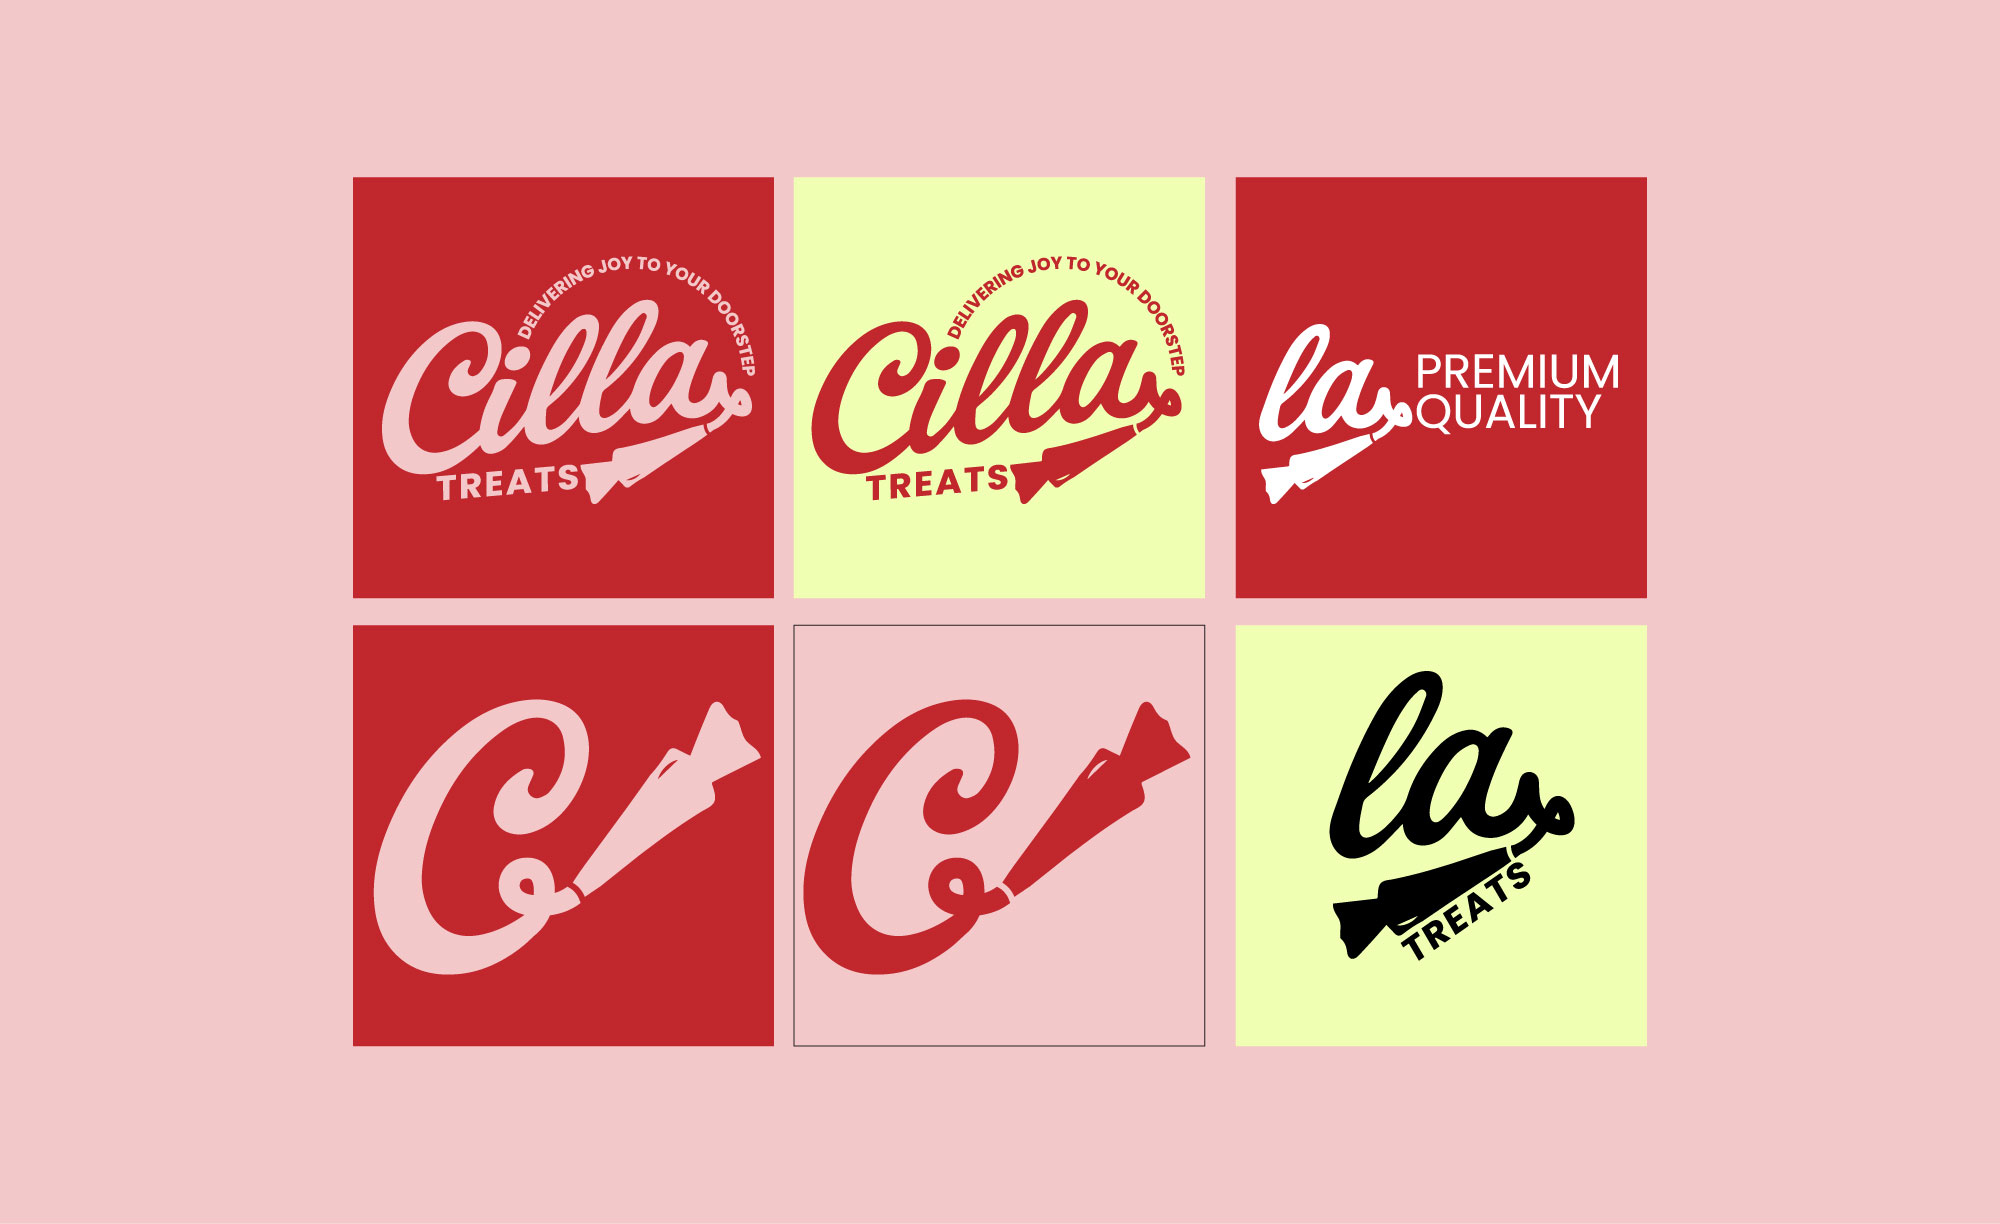 DELIVERING JOY TO YOUR DOORSTEP
Cilla
TREATS
DELIVERING JOY TO YOUR DOORSTEP
Cilla
TREATS
la
PREMIUM
QUALITY
C
C
la
TREATS